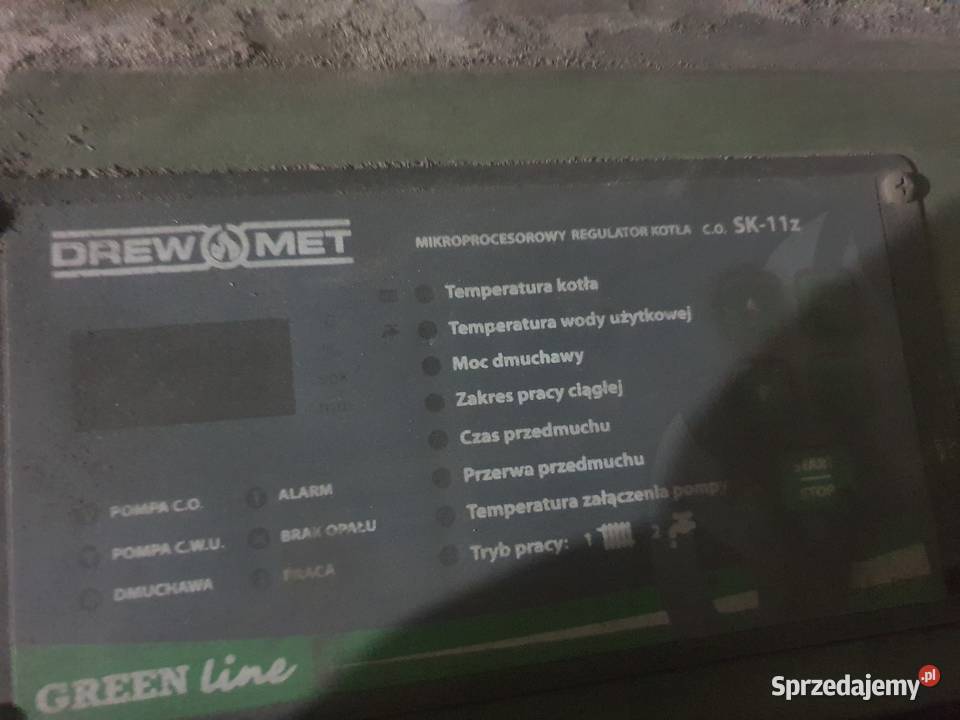 DREW MET
MIKROPROCESOROWY REGULATOR KOTŁA C.O. SK-11z
Temperatura kotła
Temperatura wody użytkowej
Moc dmuchawy
Zakres pracy ciągłej
Czas przedmuchu
Przerwa przedmuchu
Temperatura załączenia pompy
Tryb pracy: 1 2
POMPA C.O.
POMPA C.W.U.
DMUCHAWA
ALARM
BRAK OPAŁU
PRACA
START
STOP
GREEN line
Sprzedajemy.pl